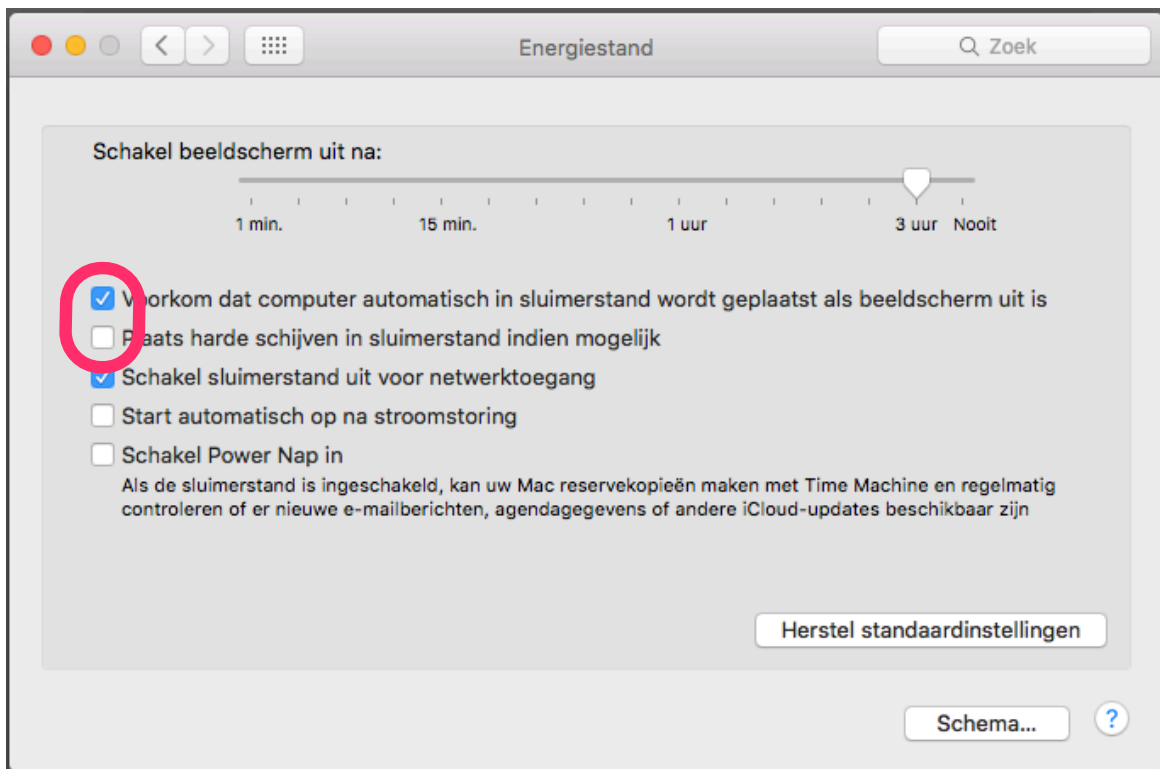 Energiestand
Zoek
Schakel beeldscherm uit na:
1 min. 15 min. 1 uur 3 uur Nooit
Voorkom dat computer automatisch in sluimerstand wordt geplaatst als beeldscherm uit is
Plaats harde schijven in sluimerstand indien mogelijk
Schakel sluimerstand uit voor netwerktoegang
Start automatisch op na stroomstoring
Schakel Power Nap in
Als de sluimerstand is ingeschakeld, kan uw Mac reservekopieën maken met Time Machine en regelmatig
controleren of er nieuwe e-mailberichten, agendagegevens of andere iCloud-updates beschikbaar zijn
Herstel standaardinstellingen
Schema...
?